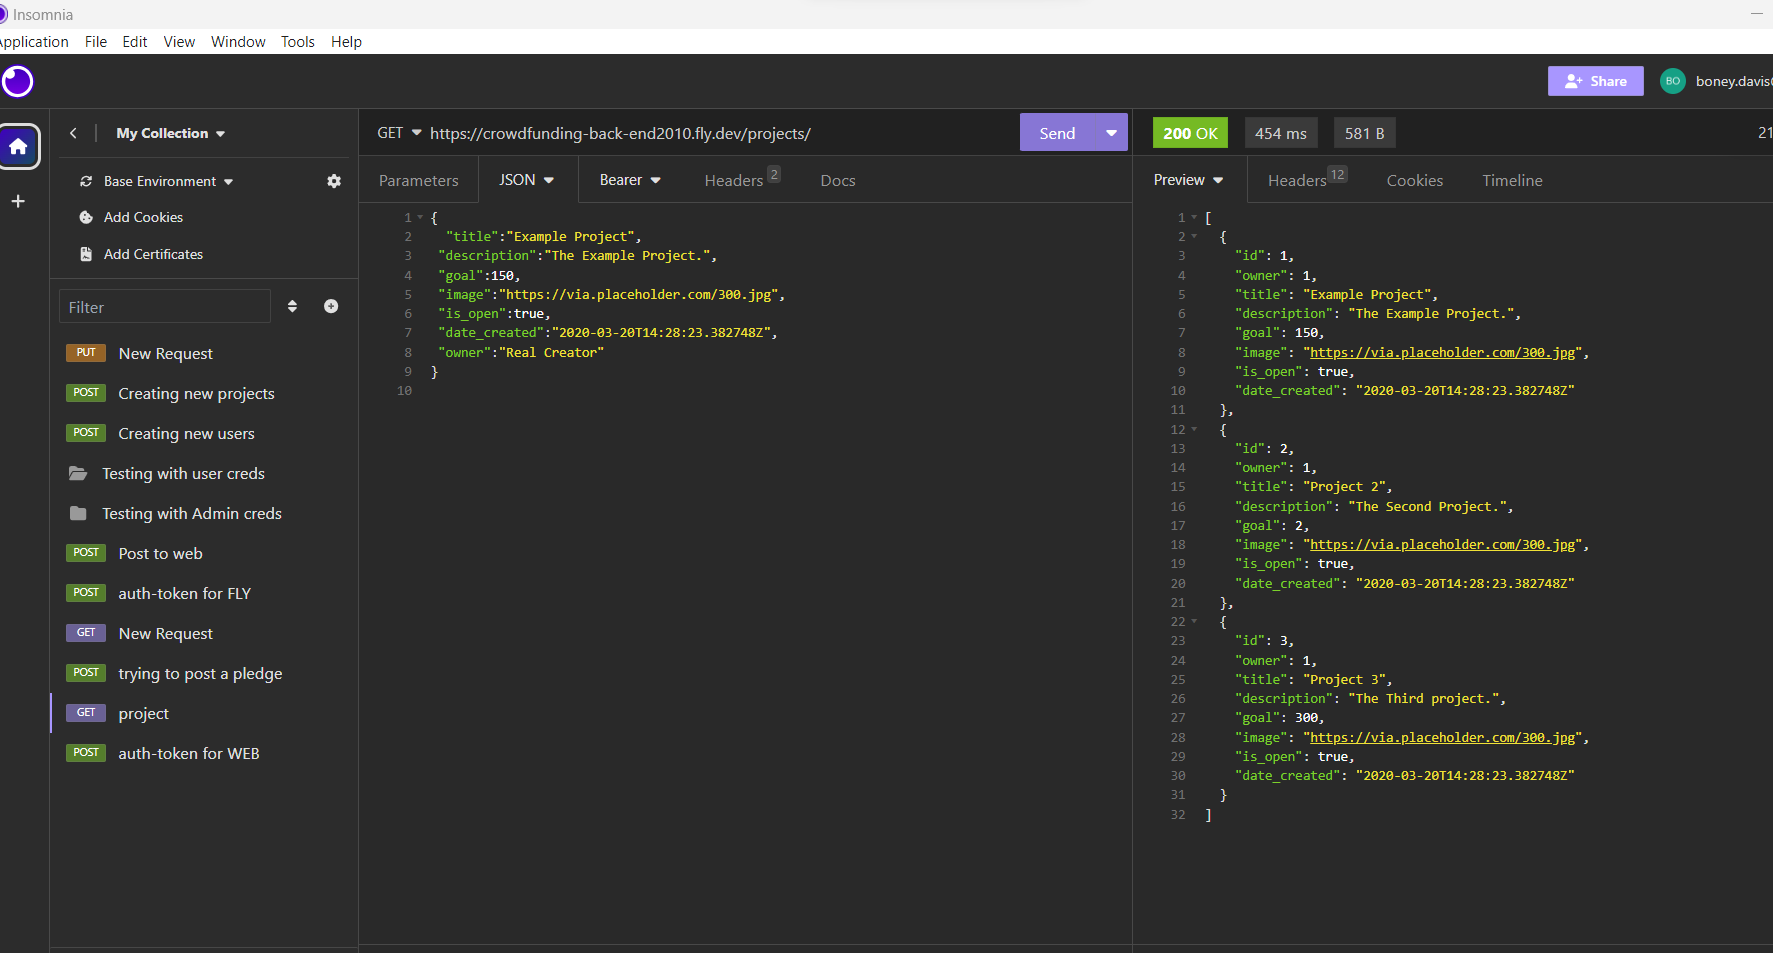 Insomnia
Application File Edit View Window Tools Help
Share BO boney.davis
My Collection
Base Environment
Add Cookies
Add Certificates
Filter
PUT New Request
POST Creating new projects
POST Creating new users
Testing with user creds
Testing with Admin creds
POST Post to web
POST auth-token for FLY
GET New Request
POST trying to post a pledge
GET project
POST auth-token for WEB
GET https://crowdfunding-back-end2010.fly.dev/projects/ Send
Parameters JSON Bearer Headers 2 Docs
1 {
2 "title":"Example Project",
3 "description":"The Example Project.",
4 "goal":150,
5 "image":"https://via.placeholder.com/300.jpg",
6 "is_open":true,
7 "date_created":"2020-03-20T14:28:23.382748Z",
8 "owner":"Real Creator"
9 }
10
200 OK 454 ms 581 B 21
Preview Headers 12 Cookies Timeline
1 [
2 {
3 "id": 1,
4 "owner": 1,
5 "title": "Example Project",
6 "description": "The Example Project.",
7 "goal": 150,
8 "image": "https://via.placeholder.com/300.jpg",
9 "is_open": true,
10 "date_created": "2020-03-20T14:28:23.382748Z"
11 },
12 {
13 "id": 2,
14 "owner": 1,
15 "title": "Project 2",
16 "description": "The Second Project.",
17 "goal": 2,
18 "image": "https://via.placeholder.com/300.jpg",
19 "is_open": true,
20 "date_created": "2020-03-20T14:28:23.382748Z"
21 },
22 {
23 "id": 3,
24 "owner": 1,
25 "title": "Project 3",
26 "description": "The Third project.",
27 "goal": 300,
28 "image": "https://via.placeholder.com/300.jpg",
29 "is_open": true,
30 "date_created": "2020-03-20T14:28:23.382748Z"
31 }
32 ]